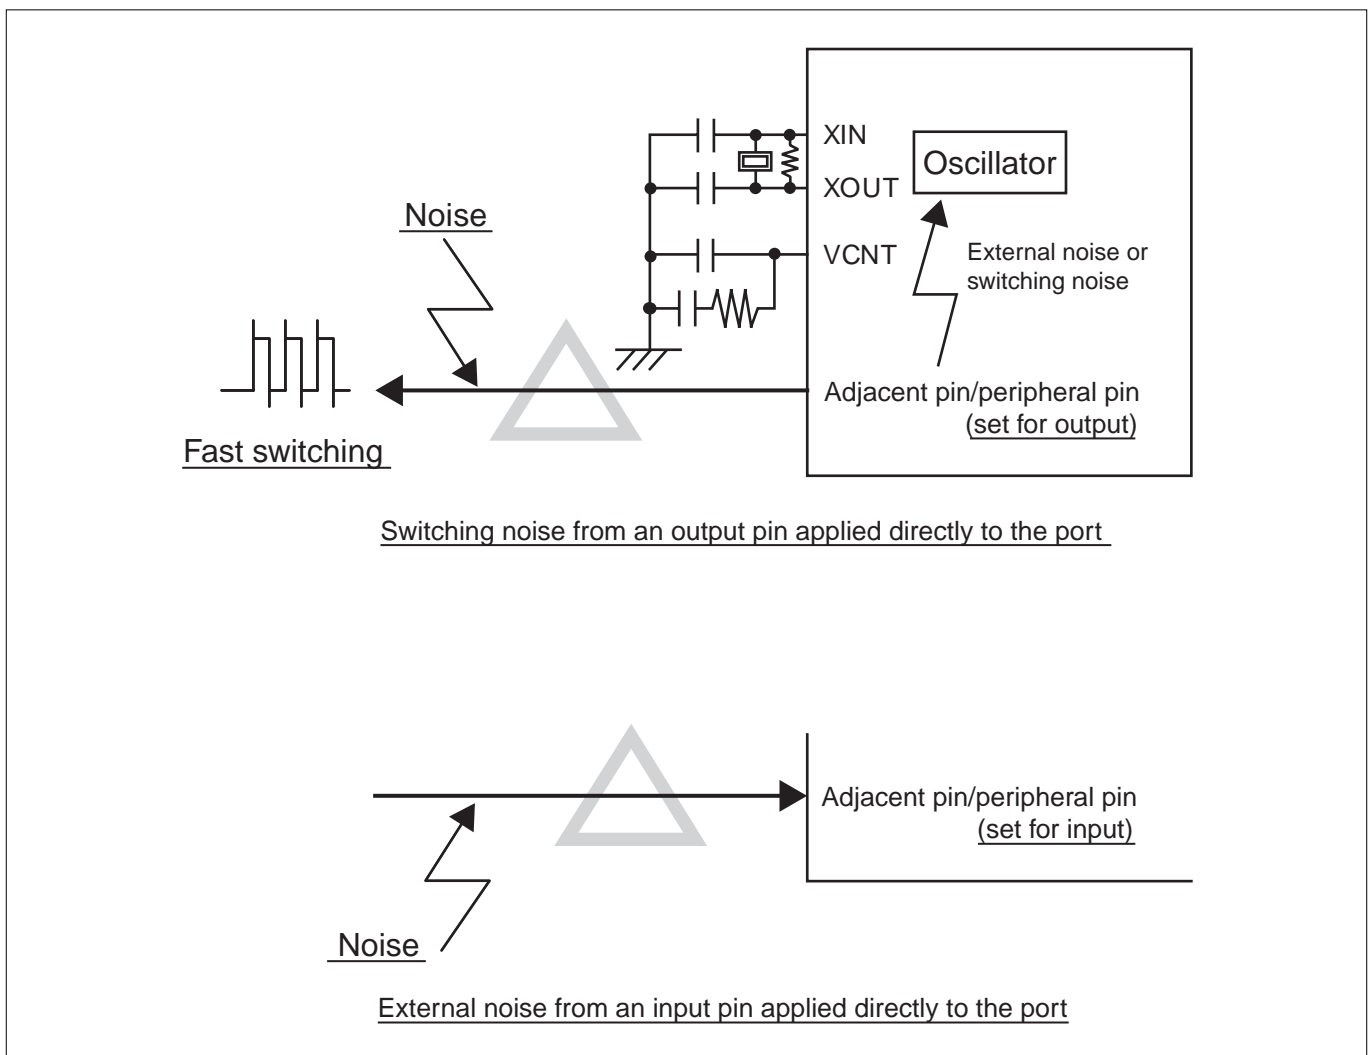 XIN
Oscillator
XOUT
Noise
VCNT
External noise or
switching noise
Adjacent pin/peripheral pin
(set for output)
Fast switching
Switching noise from an output pin applied directly to the port
Adjacent pin/peripheral pin
(set for input)
Noise
External noise from an input pin applied directly to the port